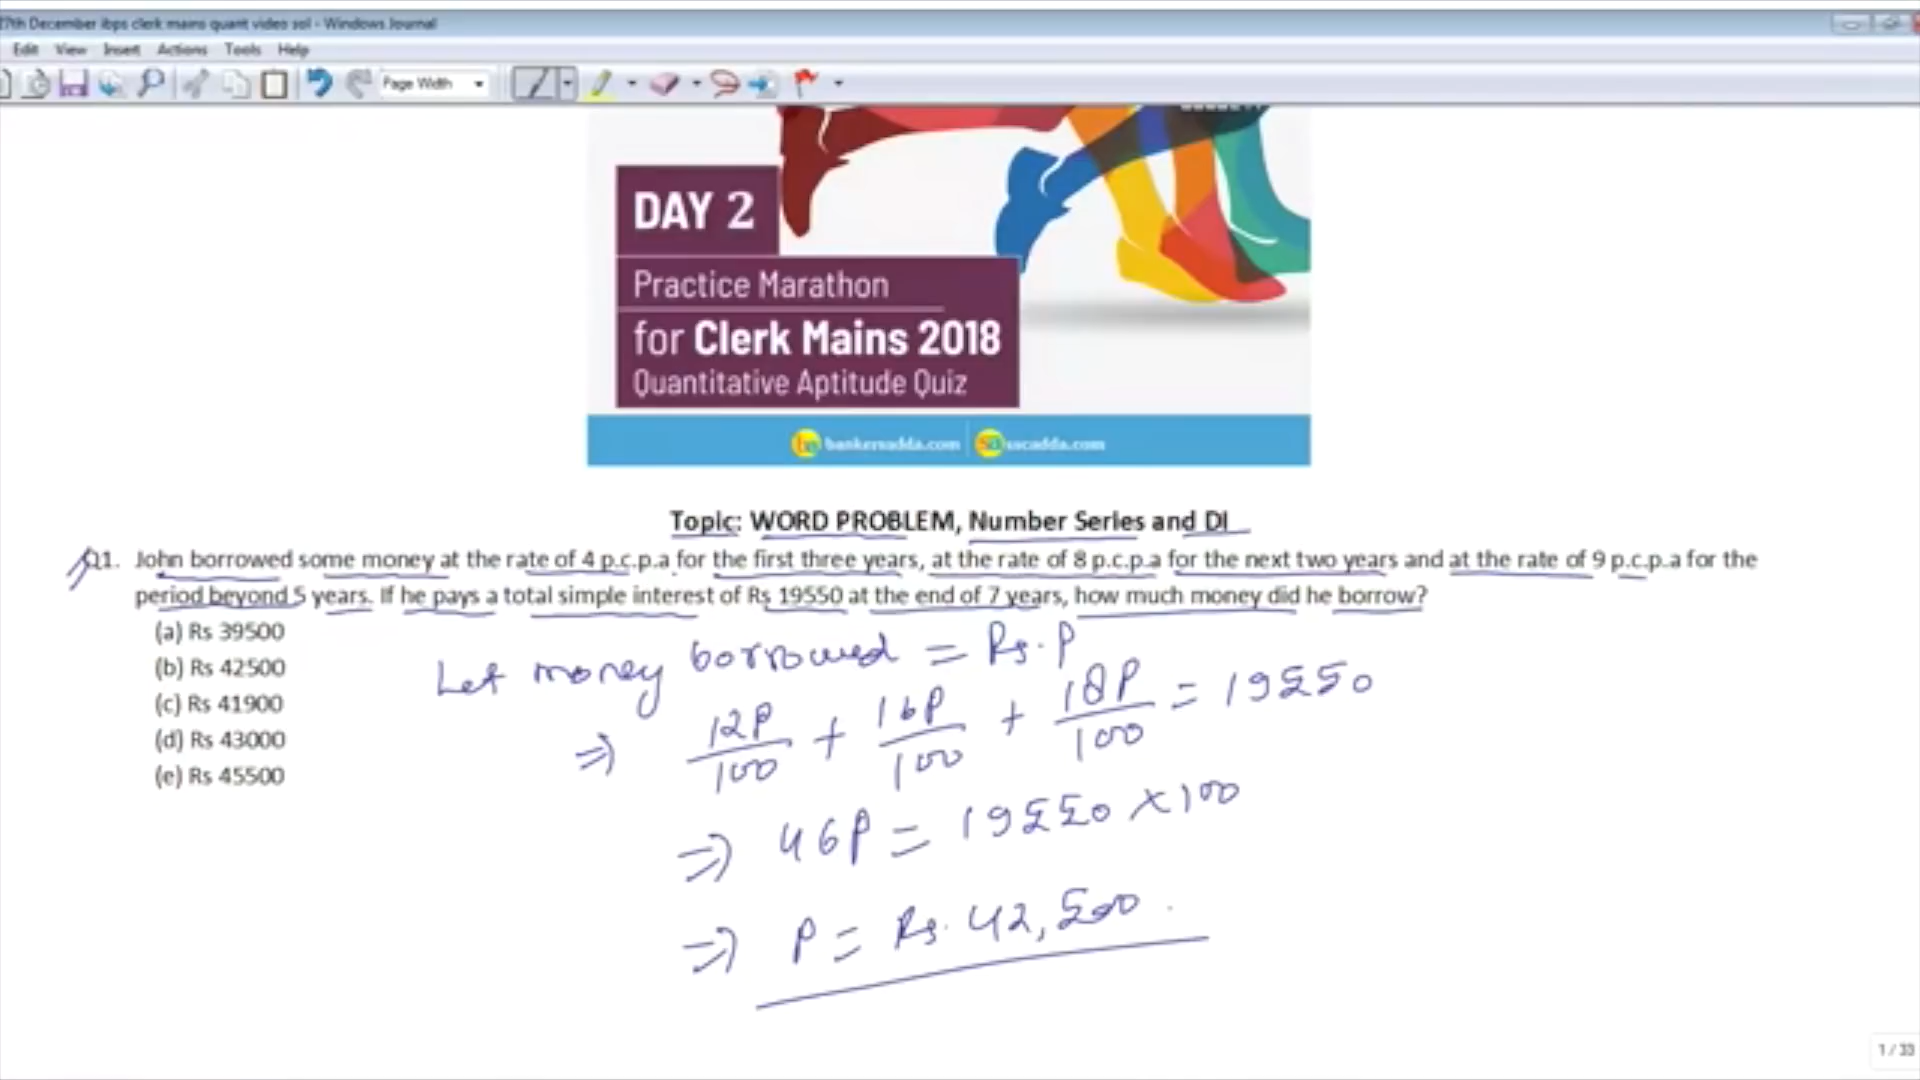 27th December ibps clerk mains quant video sol - Windows Journal
Edit View Insert Actions Tools Help
Page Width
DAY 2
Practice Marathon
for Clerk Mains 2018
Quantitative Aptitude Quiz
bankersadda.com
sscadda.com
Topic: WORD PROBLEM, Number Series and DI
Q1. John borrowed some money at the rate of 4 p.c.p.a for the first three years, at the rate of 8 p.c.p.a for the next two years and at the rate of 9 p.c.p.a for the
period beyond 5 years. If he pays a total simple interest of Rs 19550 at the end of 7 years, how much money did he borrow?
(a) Rs 39500
(b) Rs 42500
(c) Rs 41900
(d) Rs 43000
(e) Rs 45500
Let money borrowed = Rs. P
⇒ 12P/100 + 16P/100 + 18P/100 = 19550
⇒ 46P = 19550 × 100
⇒ P = Rs. 42,500.
1 / 33